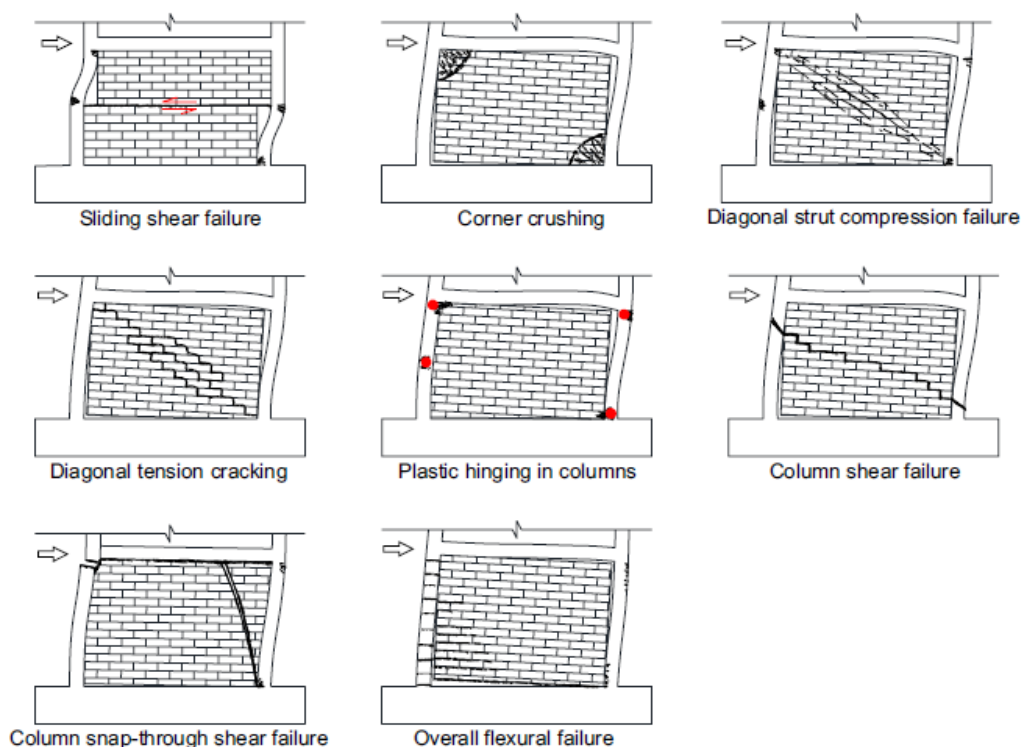 Sliding shear failure
Corner crushing
Diagonal strut compression failure
Diagonal tension cracking
Plastic hinging in columns
Column shear failure
Column snap-through shear failure
Overall flexural failure